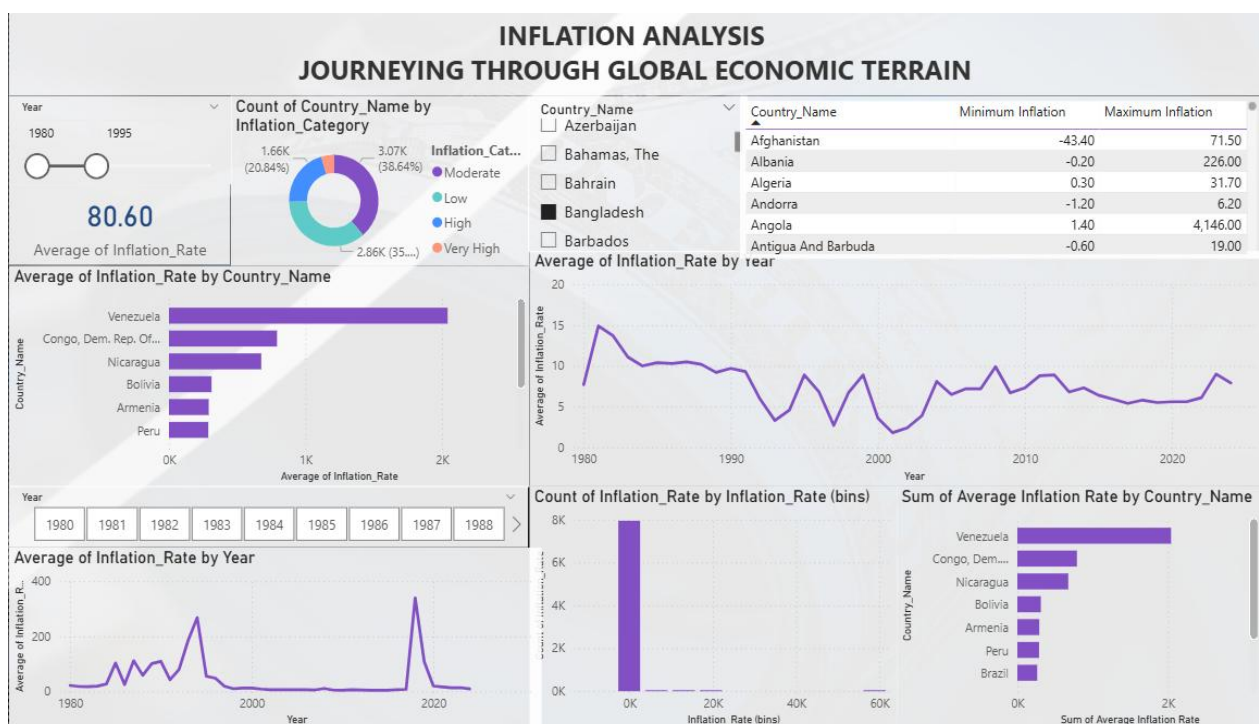 INFLATION ANALYSIS
JOURNEYING THROUGH GLOBAL ECONOMIC TERRAIN
Year
1980 1995
80.60
Average of Inflation_Rate
Count of Country_Name by
Inflation_Category
1.66K
(20.84%)
3.07K
(38.64%)
2.86K (35....)
Inflation_Cat...
Moderate
Low
High
Very High
Country_Name
Azerbaijan
Bahamas, The
Bahrain
Bangladesh
Barbados
Country_Name Minimum Inflation Maximum Inflation
Afghanistan -43.40 71.50
Albania -0.20 226.00
Algeria 0.30 31.70
Andorra -1.20 6.20
Angola 1.40 4,146.00
Antigua And Barbuda -0.60 19.00
Average of Inflation_Rate by Country_Name
Country_Name
Venezuela
Congo, Dem. Rep. Of...
Nicaragua
Bolivia
Armenia
Peru
0K 1K 2K
Average of Inflation_Rate
Average of Inflation_Rate by Year
Average of Inflation_Rate
20
15
10
5
0
1980 1990 2000 2010 2020
Year
Year
1980 1981 1982 1983 1984 1985 1986 1987 1988
Average of Inflation_Rate by Year
Average of Inflation_R...
400
200
0
1980 2000 2020
Year
Count of Inflation_Rate by Inflation_Rate (bins)
8K
6K
4K
2K
0K
0K 20K 40K 60K
Inflation_Rate (bins)
Sum of Average Inflation Rate by Country_Name
Country_Name
Venezuela
Congo, Dem....
Nicaragua
Bolivia
Armenia
Peru
Brazil
0K 2K
Sum of Average Inflation Rate